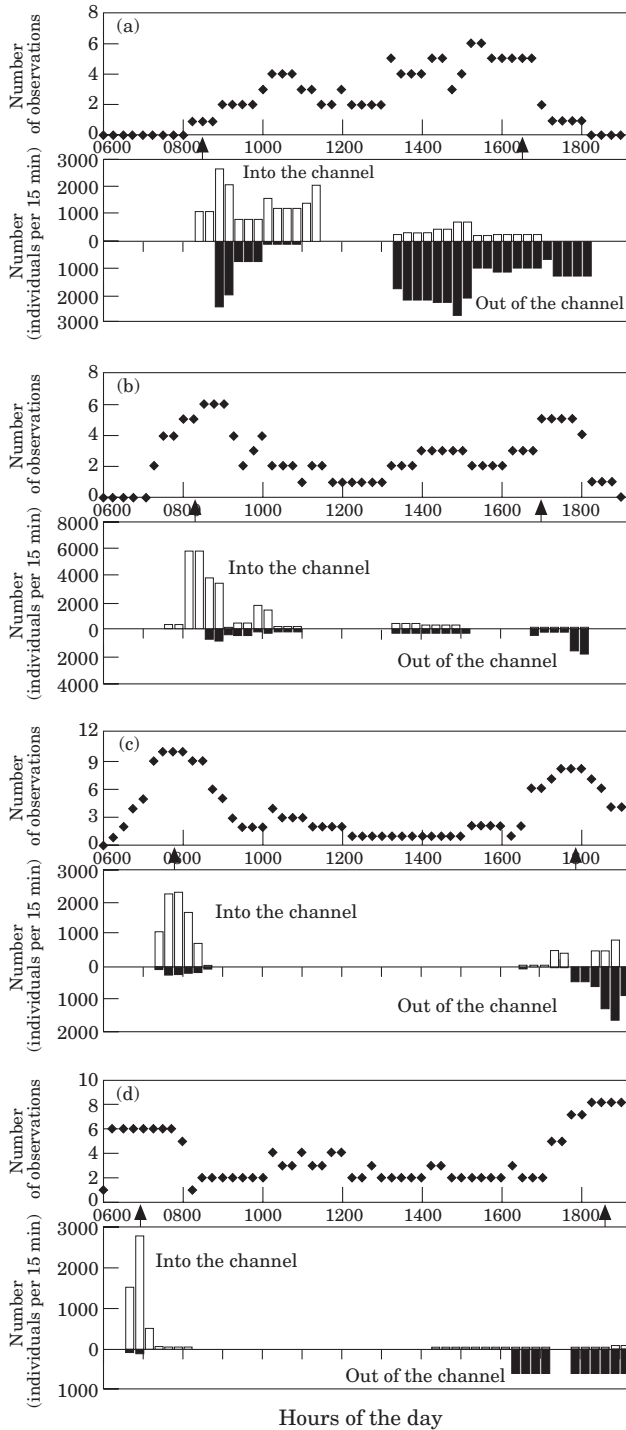 Number
of observations
8
6
4
2
0
(a)
0600 0800 1000 1200 1400 1600 1800
Number
(individuals per 15 min)
3000
2000
1000
0
1000
2000
3000
Into the channel
Out of the channel
Number
of observations
8
6
4
2
0
(b)
0600 0800 1000 1200 1400 1600 1800
Number
(individuals per 15 min)
8000
6000
4000
2000
0
2000
4000
Into the channel
Out of the channel
Number
of observations
12
9
6
3
0
(c)
0600 0800 1000 1200 1400 1600 1800
Number
(individuals per 15 min)
3000
2000
1000
0
1000
2000
Into the channel
Out of the channel
Number
of observations
10
8
6
4
2
0
(d)
0600 0800 1000 1200 1400 1600 1800
Number
(individuals per 15 min)
3000
2000
1000
0
1000
Into the channel
Out of the channel
Hours of the day